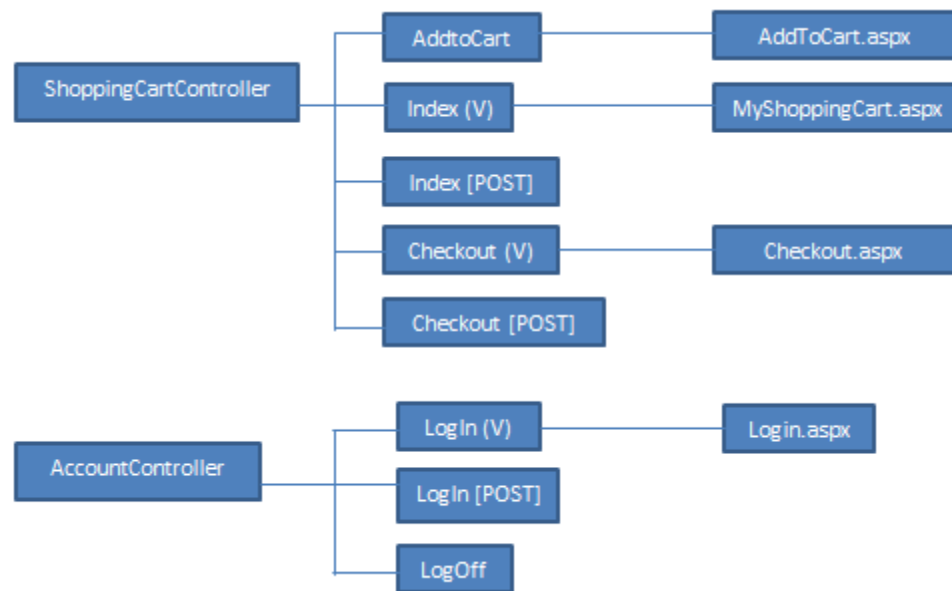 AddtoCart
AddToCart.aspx
ShoppingCartController
Index (V)
MyShoppingCart.aspx
Index [POST]
Checkout (V)
Checkout.aspx
Checkout [POST]
LogIn (V)
Login.aspx
AccountController
LogIn [POST]
LogOff